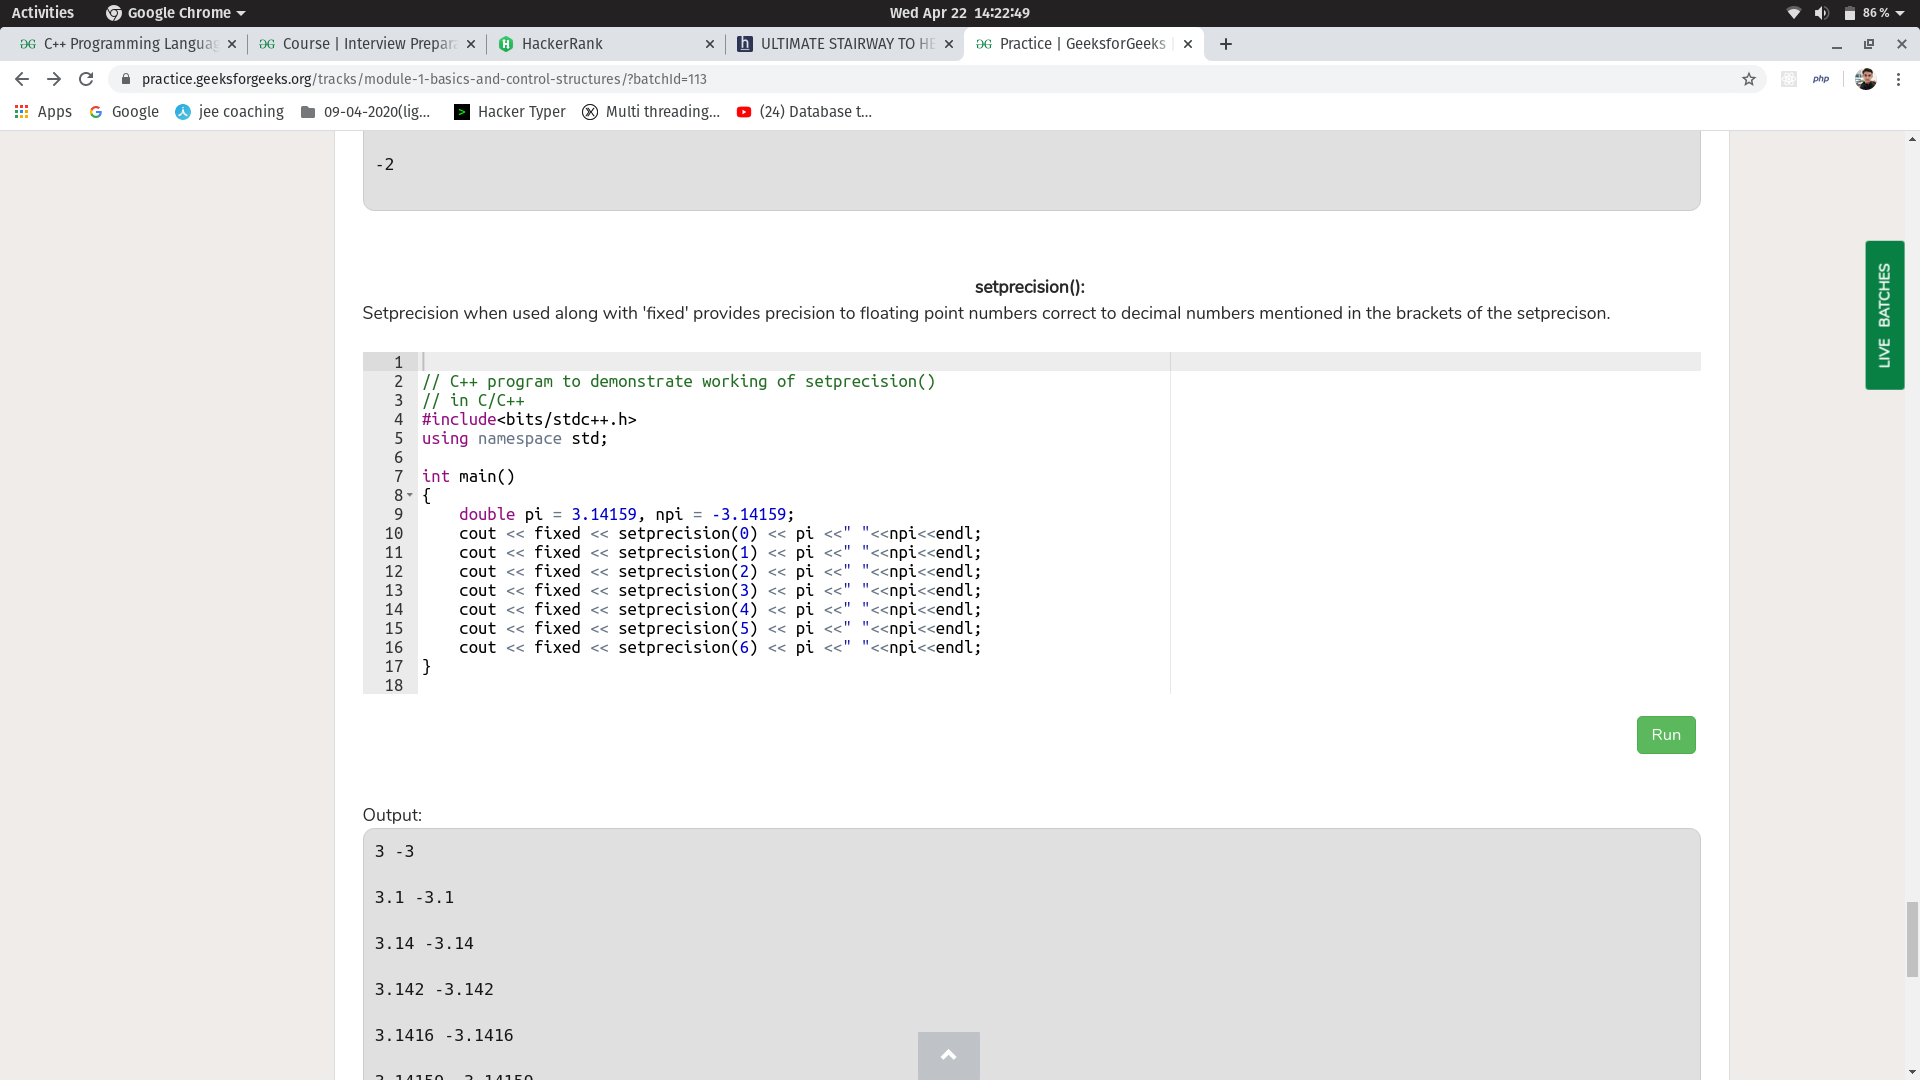 Activities Google Chrome Wed Apr 22 14:22:49 86 %
C++ Programming Languag Course | Interview Prepara HackerRank ULTIMATE STAIRWAY TO HE Practice | GeeksforGeeks |
practice.geeksforgeeks.org/tracks/module-1-basics-and-control-structures/?batchId=113 php
Apps Google jee coaching 09-04-2020(lig... Hacker Typer Multi threading... (24) Database t...
-2
LIVE BATCHES
setprecision():
Setprecision when used along with 'fixed' provides precision to floating point numbers correct to decimal numbers mentioned in the brackets of the setprecison.
1
2 // C++ program to demonstrate working of setprecision()
3 // in C/C++
4 #include<bits/stdc++.h>
5 using namespace std;
6
7 int main()
8 {
9     double pi = 3.14159, npi = -3.14159;
10     cout << fixed << setprecision(0) << pi <<" "<<npi<<endl;
11     cout << fixed << setprecision(1) << pi <<" "<<npi<<endl;
12     cout << fixed << setprecision(2) << pi <<" "<<npi<<endl;
13     cout << fixed << setprecision(3) << pi <<" "<<npi<<endl;
14     cout << fixed << setprecision(4) << pi <<" "<<npi<<endl;
15     cout << fixed << setprecision(5) << pi <<" "<<npi<<endl;
16     cout << fixed << setprecision(6) << pi <<" "<<npi<<endl;
17 }
18
Run
Output:
3 -3
3.1 -3.1
3.14 -3.14
3.142 -3.142
3.1416 -3.1416
3.14159 -3.14159